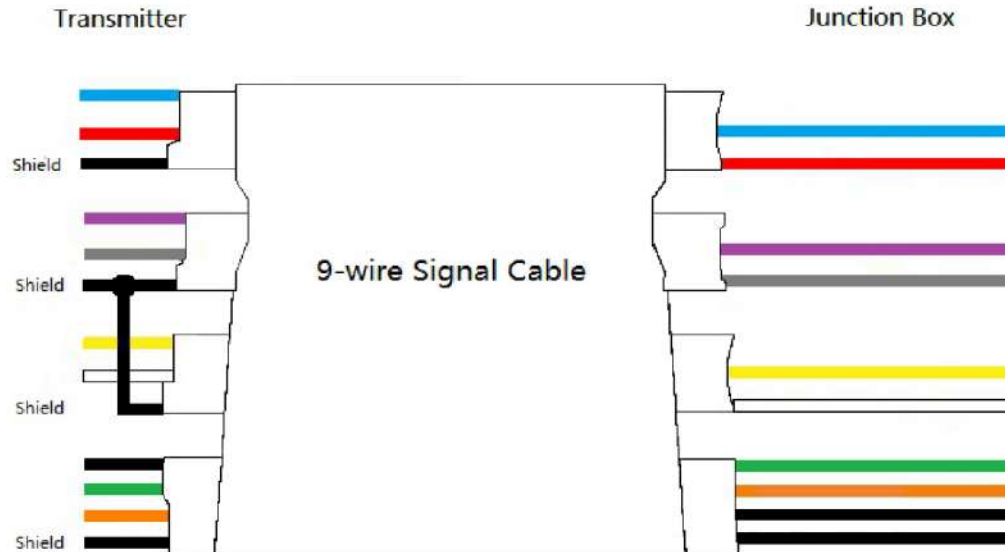 Transmitter
Junction Box
Shield
9-wire Signal Cable
Shield
Shield
Shield